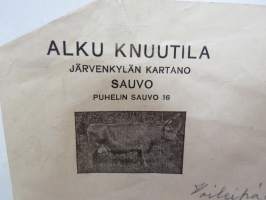 ALKU KNUUTILA
JÄRVENKYLÄN KARTANO
SAUVO
PUHELIN SAUVO 16